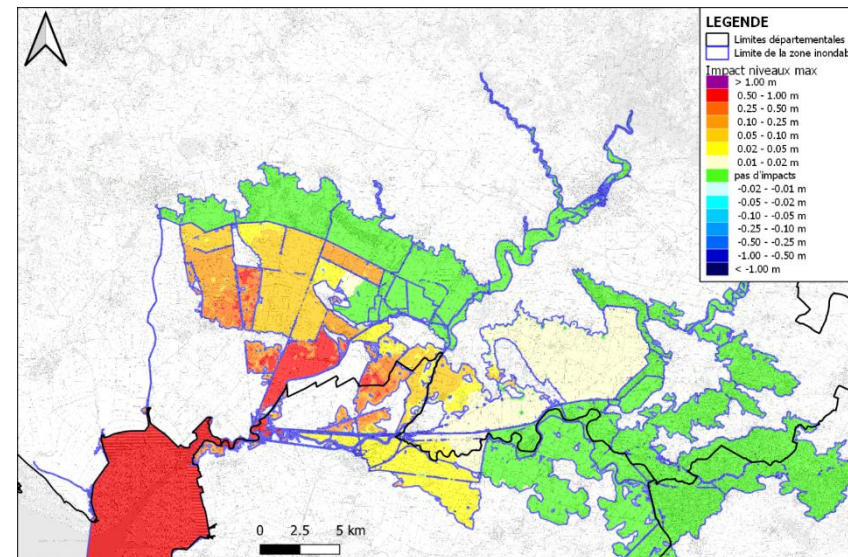 LEGENDE
Limites départementales
Limite de la zone inondab
Impact niveaux max
> 1.00 m
0.50 - 1.00 m
0.25 - 0.50 m
0.10 - 0.25 m
0.05 - 0.10 m
0.02 - 0.05 m
0.01 - 0.02 m
pas d'impacts
-0.02 - -0.01 m
-0.05 - -0.02 m
-0.10 - -0.05 m
-0.25 - -0.10 m
-0.50 - -0.25 m
-1.00 - -0.50 m
< -1.00 m
0 2.5 5 km